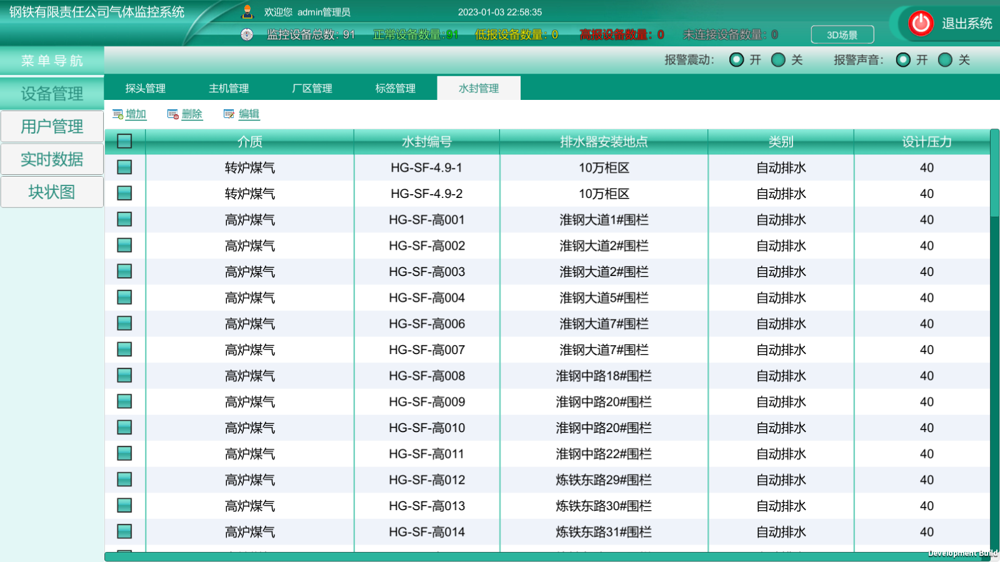 钢铁有限责任公司气体监控系统
欢迎您 admin管理员
2023-01-03 22:58:35
监控设备总数：91 正常设备数量:91 低报设备数量：0 高报设备数量：0 未连接设备数量：0
3D场景
退出系统
菜单导航
报警震动： 开 关 报警声音： 开 关
设备管理
用户管理
实时数据
块状图
探头管理 主机管理 厂区管理 标签管理 水封管理
增加 删除 编辑
介质 水封编号 排水器安装地点 类别 设计压力
转炉煤气 HG-SF-4.9-1 10万柜区 自动排水 40
转炉煤气 HG-SF-4.9-2 10万柜区 自动排水 40
高炉煤气 HG-SF-高001 淮钢大道1#围栏 自动排水 40
高炉煤气 HG-SF-高002 淮钢大道2#围栏 自动排水 40
高炉煤气 HG-SF-高003 淮钢大道2#围栏 自动排水 40
高炉煤气 HG-SF-高004 淮钢大道5#围栏 自动排水 40
高炉煤气 HG-SF-高006 淮钢大道7#围栏 自动排水 40
高炉煤气 HG-SF-高007 淮钢大道7#围栏 自动排水 40
高炉煤气 HG-SF-高008 淮钢中路18#围栏 自动排水 40
高炉煤气 HG-SF-高009 淮钢中路20#围栏 自动排水 40
高炉煤气 HG-SF-高010 淮钢中路20#围栏 自动排水 40
高炉煤气 HG-SF-高011 淮钢中路22#围栏 自动排水 40
高炉煤气 HG-SF-高012 炼铁东路29#围栏 自动排水 40
高炉煤气 HG-SF-高013 炼铁东路30#围栏 自动排水 40
高炉煤气 HG-SF-高014 炼铁东路31#围栏 自动排水 40
Development Build